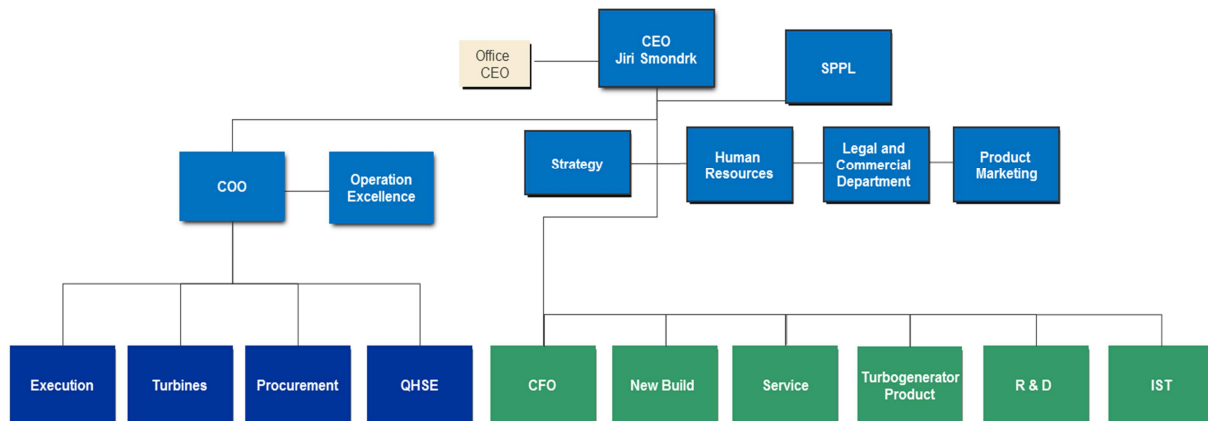 CEO
Jiri Smondrk
Office
CEO
SPPL
Strategy
Human
Resources
Legal and
Commercial
Department
Product
Marketing
COO
Operation
Excellence
Execution
Turbines
Procurement
QHSE
CFO
New Build
Service
Turbogenerator
Product
R & D
IST